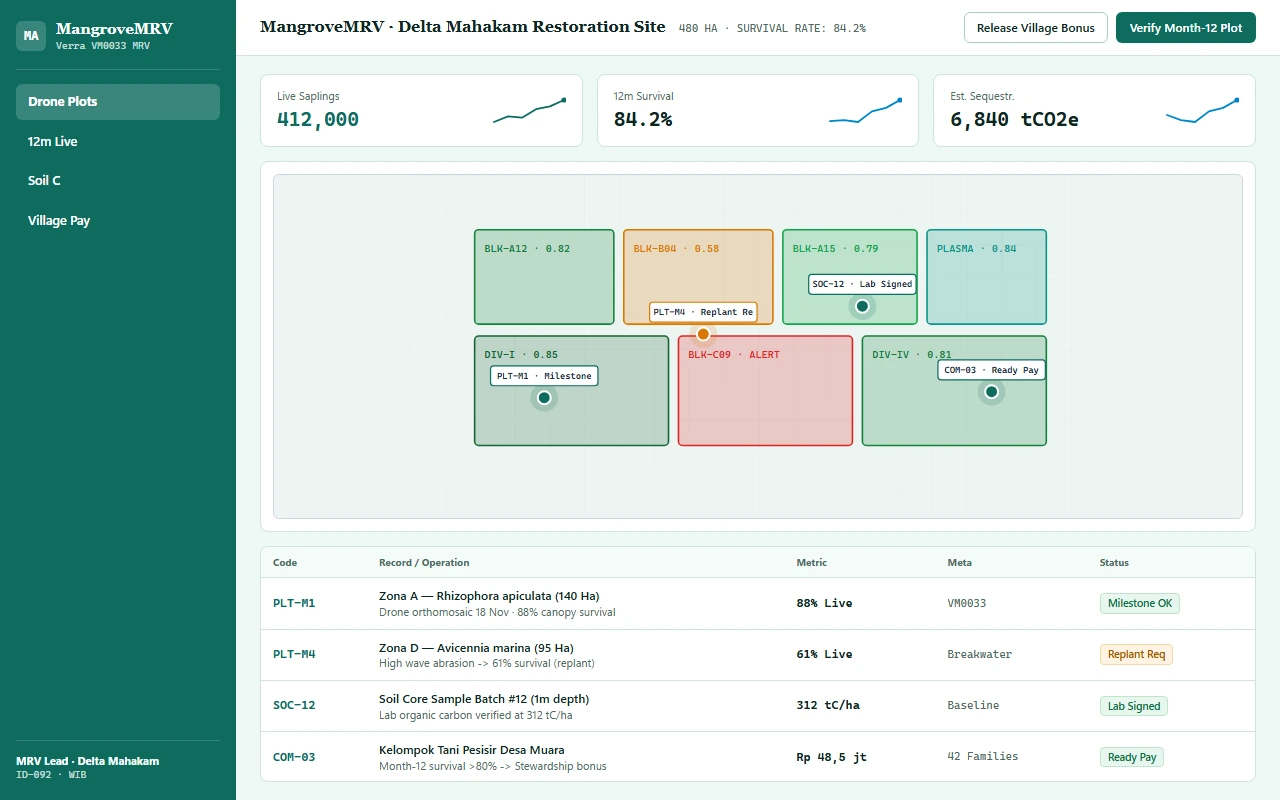 MA
MangroveMRV
Verra VM0033 MRV
Drone Plots
12m Live
Soil C
Village Pay
MRV Lead · Delta Mahakam
ID-092 · WIB
MangroveMRV · Delta Mahakam Restoration Site
480 HA · SURVIVAL RATE: 84.2%
Release Village Bonus
Verify Month-12 Plot
Live Saplings
412,000
12m Survival
84.2%
Est. Sequestr.
6,840 tCO2e
BLK-A12 · 0.82
BLK-B04 · 0.58
BLK-A15 · 0.79
PLASMA · 0.84
SOC-12 · Lab Signed
PLT-M4 · Replant Re
DIV-I · 0.85
BLK-C09 · ALERT
DIV-IV · 0.81
PLT-M1 · Milestone
COM-03 · Ready Pay
Code Record / Operation Metric Meta Status
PLT-M1 Zona A — Rhizophora apiculata (140 Ha) 88% Live VM0033 Milestone OK
Drone orthomosaic 18 Nov · 88% canopy survival
PLT-M4 Zona D — Avicennia marina (95 Ha) 61% Live Breakwater Replant Req
High wave abrasion -> 61% survival (replant)
SOC-12 Soil Core Sample Batch #12 (1m depth) 312 tC/ha Baseline Lab Signed
Lab organic carbon verified at 312 tC/ha
COM-03 Kelompok Tani Pesisir Desa Muara Rp 48,5 jt 42 Families Ready Pay
Month-12 survival >80% -> Stewardship bonus